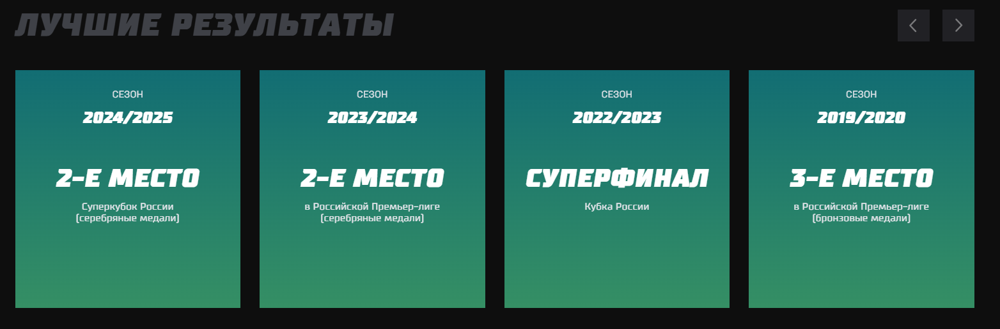 ЛУЧШИЕ РЕЗУЛЬТАТЫ
СЕЗОН
2024/2025
2-Е МЕСТО
Суперкубок России
(серебряные медали)
СЕЗОН
2023/2024
2-Е МЕСТО
в Российской Премьер-лиге
(серебряные медали)
СЕЗОН
2022/2023
СУПЕРФИНАЛ
Кубка России
СЕЗОН
2019/2020
3-Е МЕСТО
в Российской Премьер-лиге
(бронзовые медали)